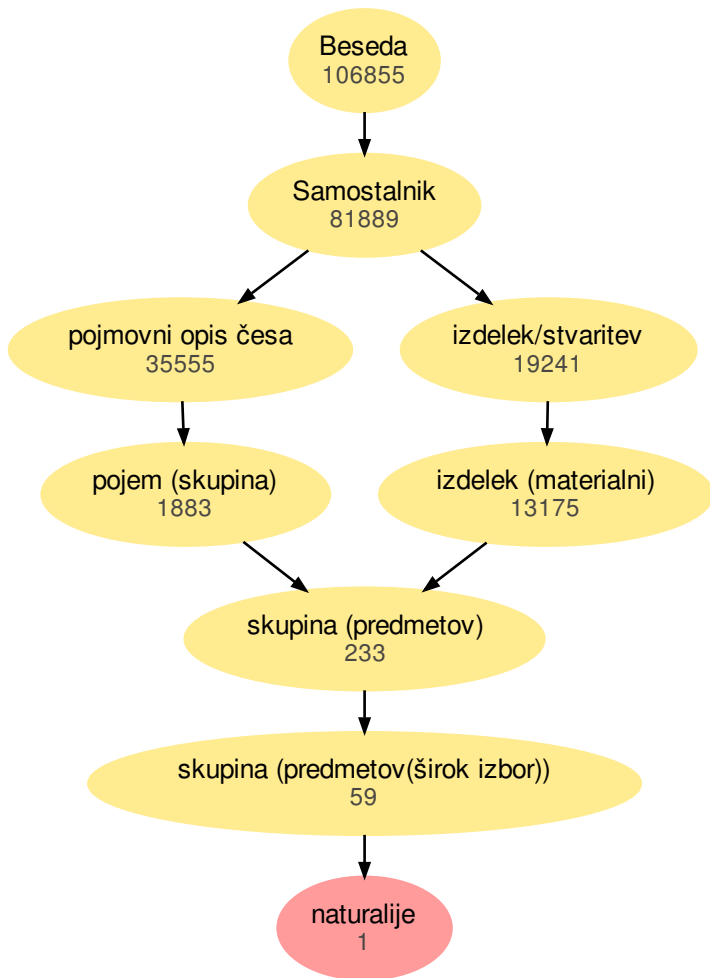 Beseda
106855
Samostalnik
81889
pojmovni opis česa
35555
izdelek/stvaritev
19241
pojem (skupina)
1883
izdelek (materialni)
13175
skupina (predmetov)
233
skupina (predmetov(širok izbor))
59
naturalije
1